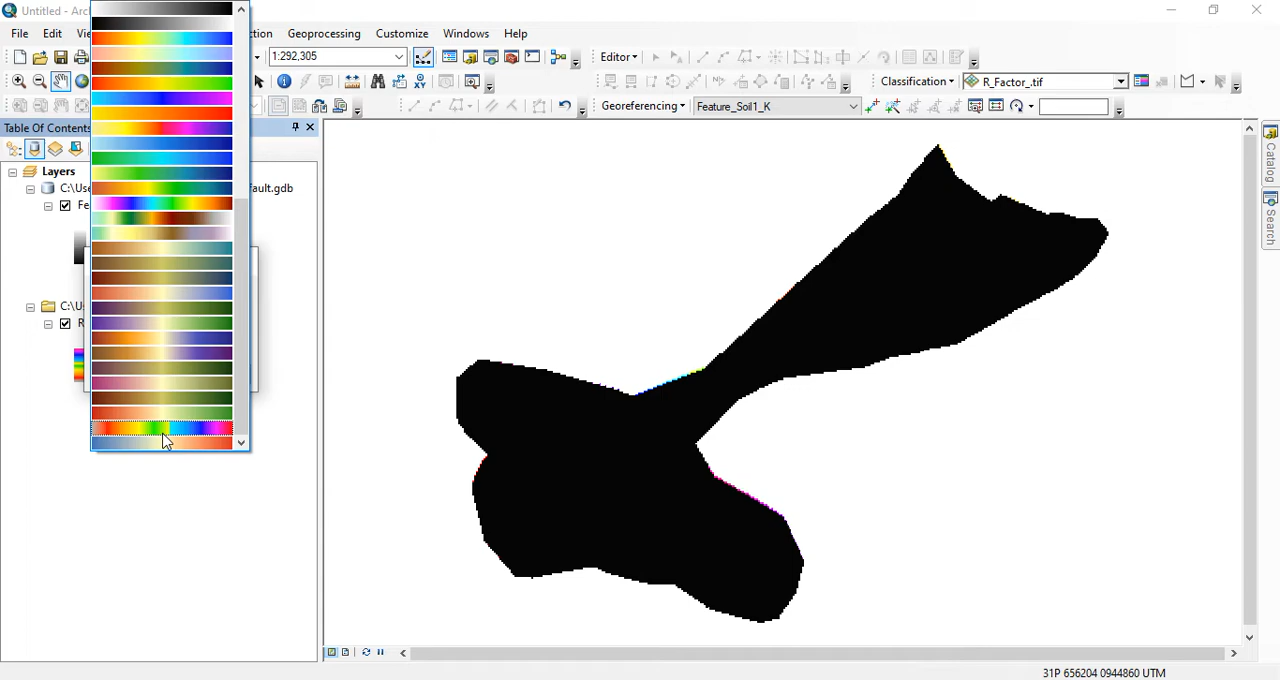 Untitled - Arc
File Edit Vi ction Geoprocessing Customize Windows Help
1:292,305 Editor
Classification R_Factor_.tif
Georeferencing Feature_Soil1_K
Table Of Contents
Layers
C:\Use fault.gdb
Fe
C:\U
R
Catalog
Search
31P 656204 0944860 UTM